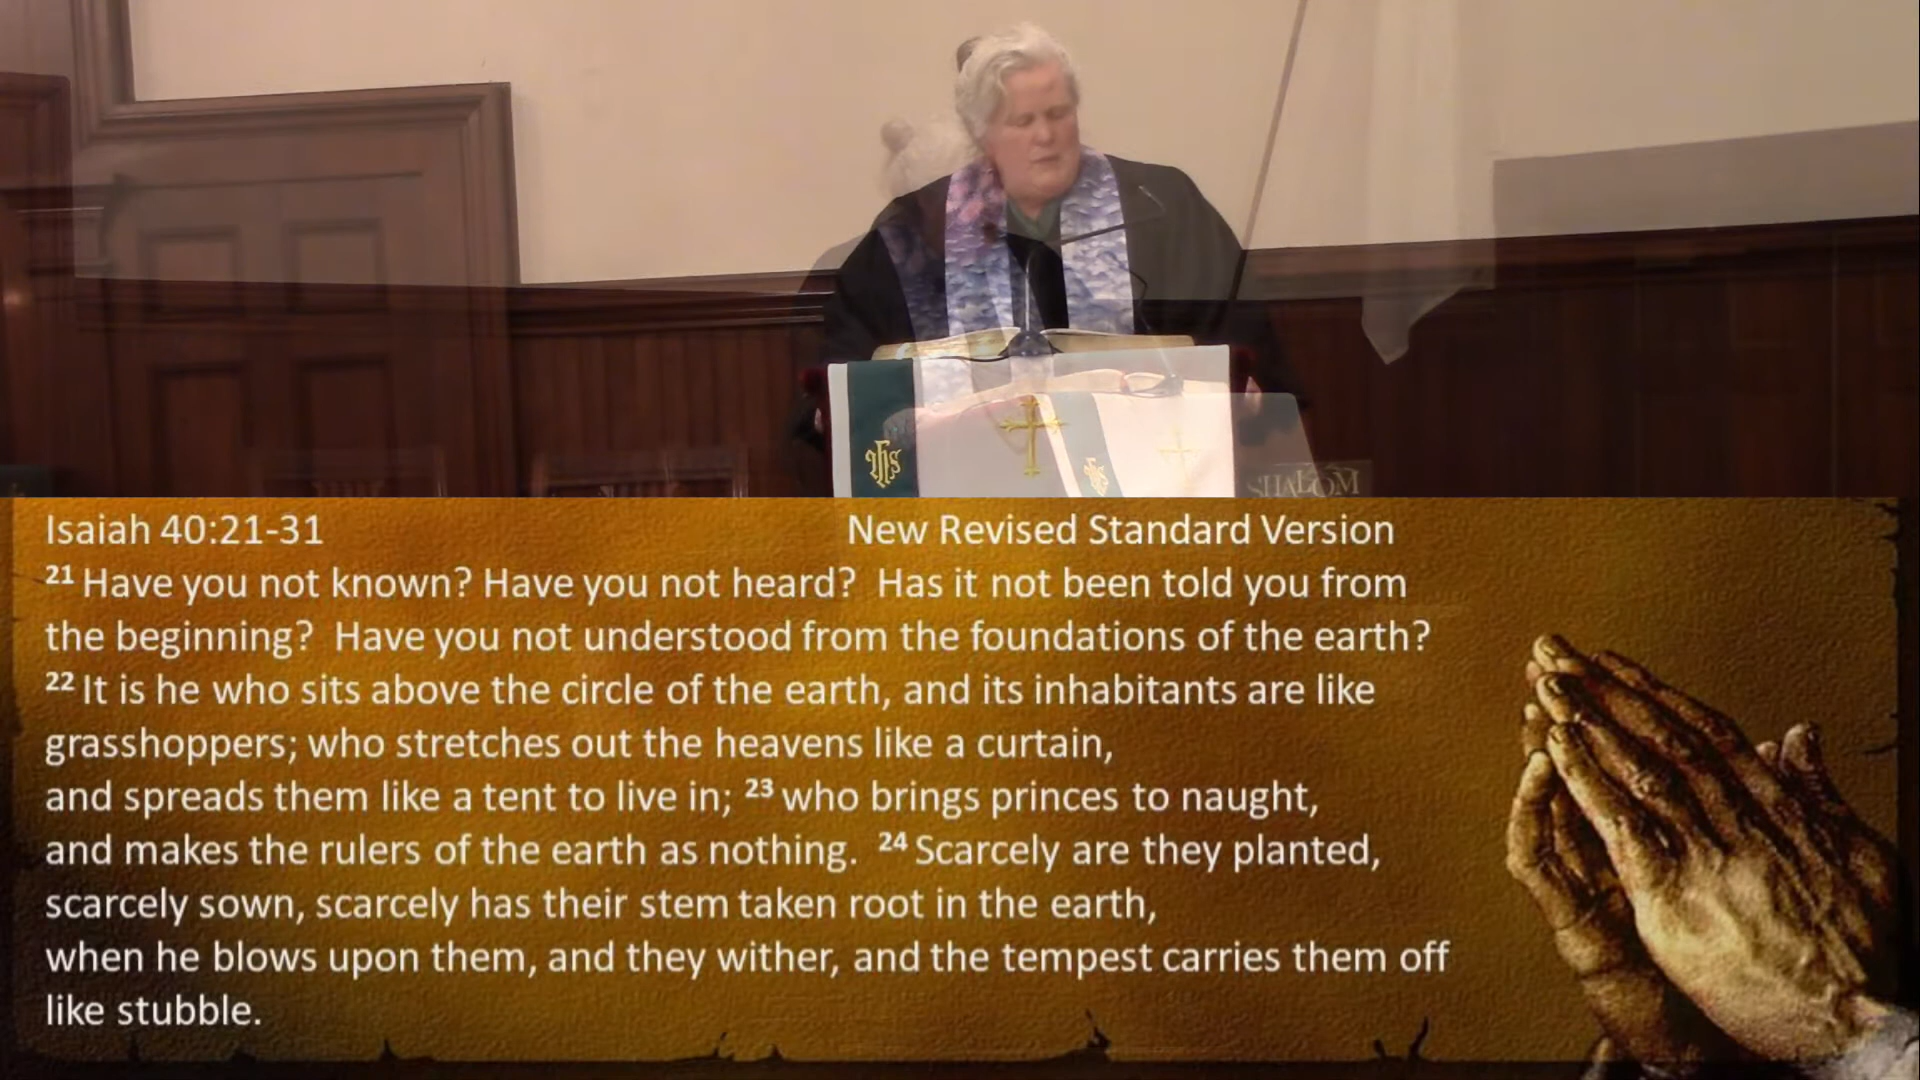 IHS
SHALOM
Isaiah 40:21-31 New Revised Standard Version
21 Have you not known? Have you not heard? Has it not been told you from
the beginning? Have you not understood from the foundations of the earth?
22 It is he who sits above the circle of the earth, and its inhabitants are like
grasshoppers; who stretches out the heavens like a curtain,
and spreads them like a tent to live in; 23 who brings princes to naught,
and makes the rulers of the earth as nothing. 24 Scarcely are they planted,
scarcely sown, scarcely has their stem taken root in the earth,
when he blows upon them, and they wither, and the tempest carries them off
like stubble.